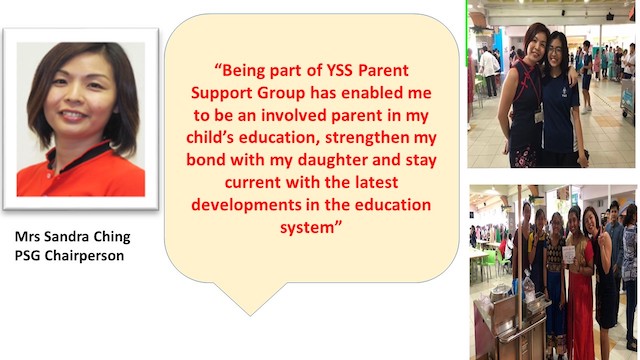 “Being part of YSS Parent
Support Group has enabled me
to be an involved parent in my
child’s education, strengthen my
bond with my daughter and stay
current with the latest
developments in the education
system”
Mrs Sandra Ching
PSG Chairperson